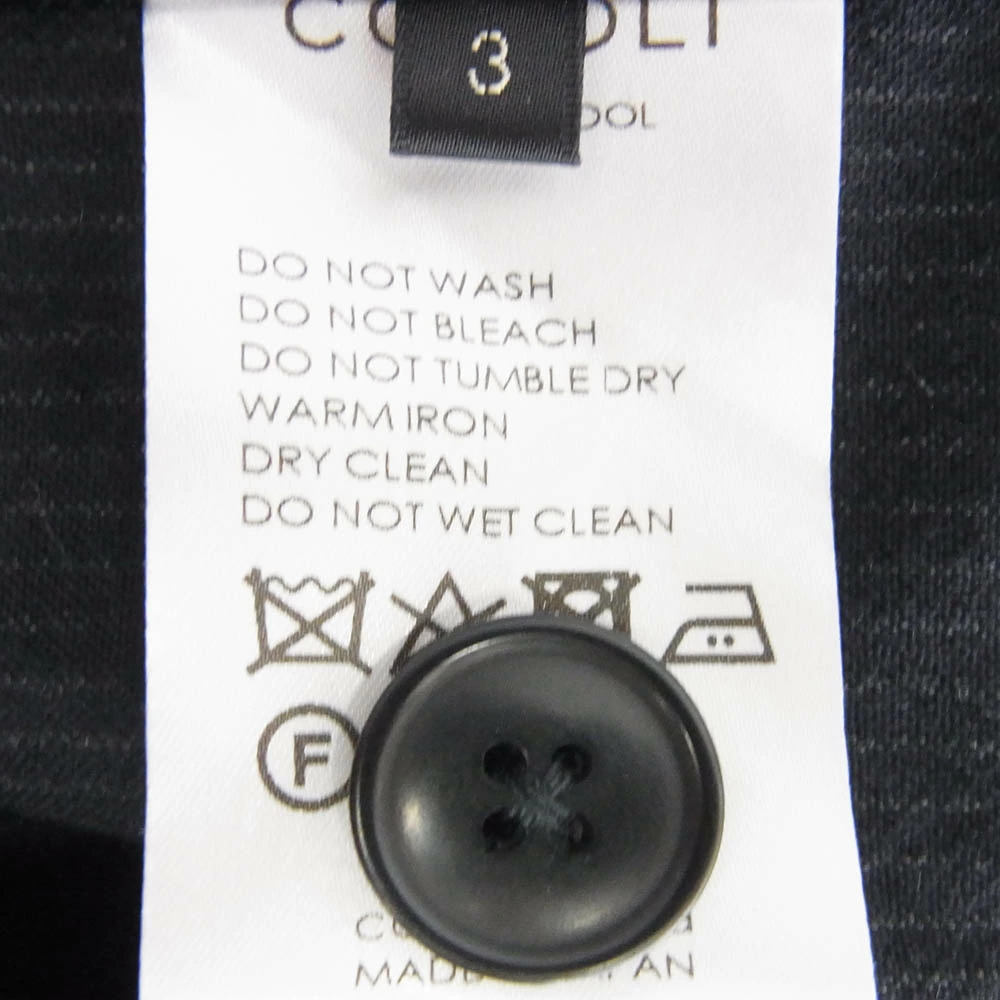 3
DO NOT WASH
DO NOT BLEACH
DO NOT TUMBLE DRY
WARM IRON
DRY CLEAN
DO NOT WET CLEAN
F